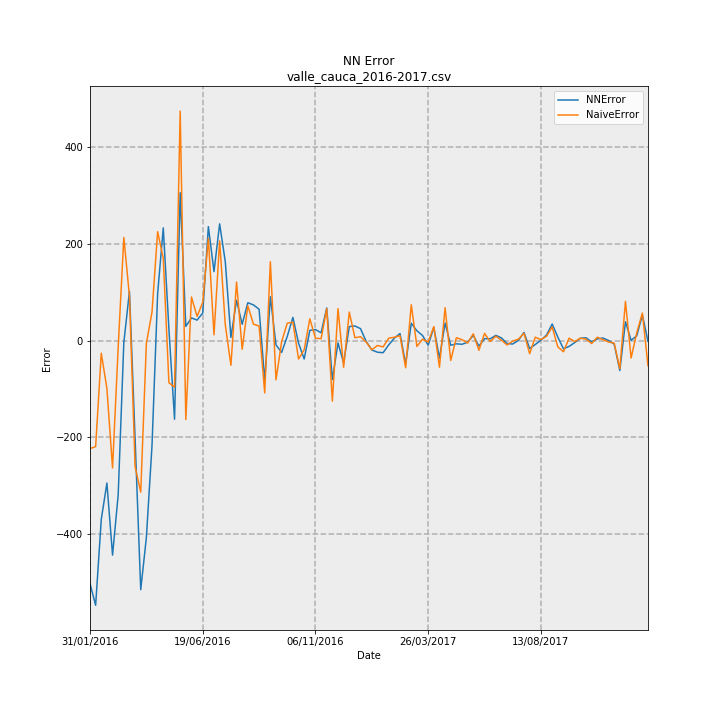 NN Error
valle_cauca_2016-2017.csv
NNError
NaiveError
400
200
0
−200
−400
Error
31/01/2016
19/06/2016
06/11/2016
26/03/2017
13/08/2017
Date